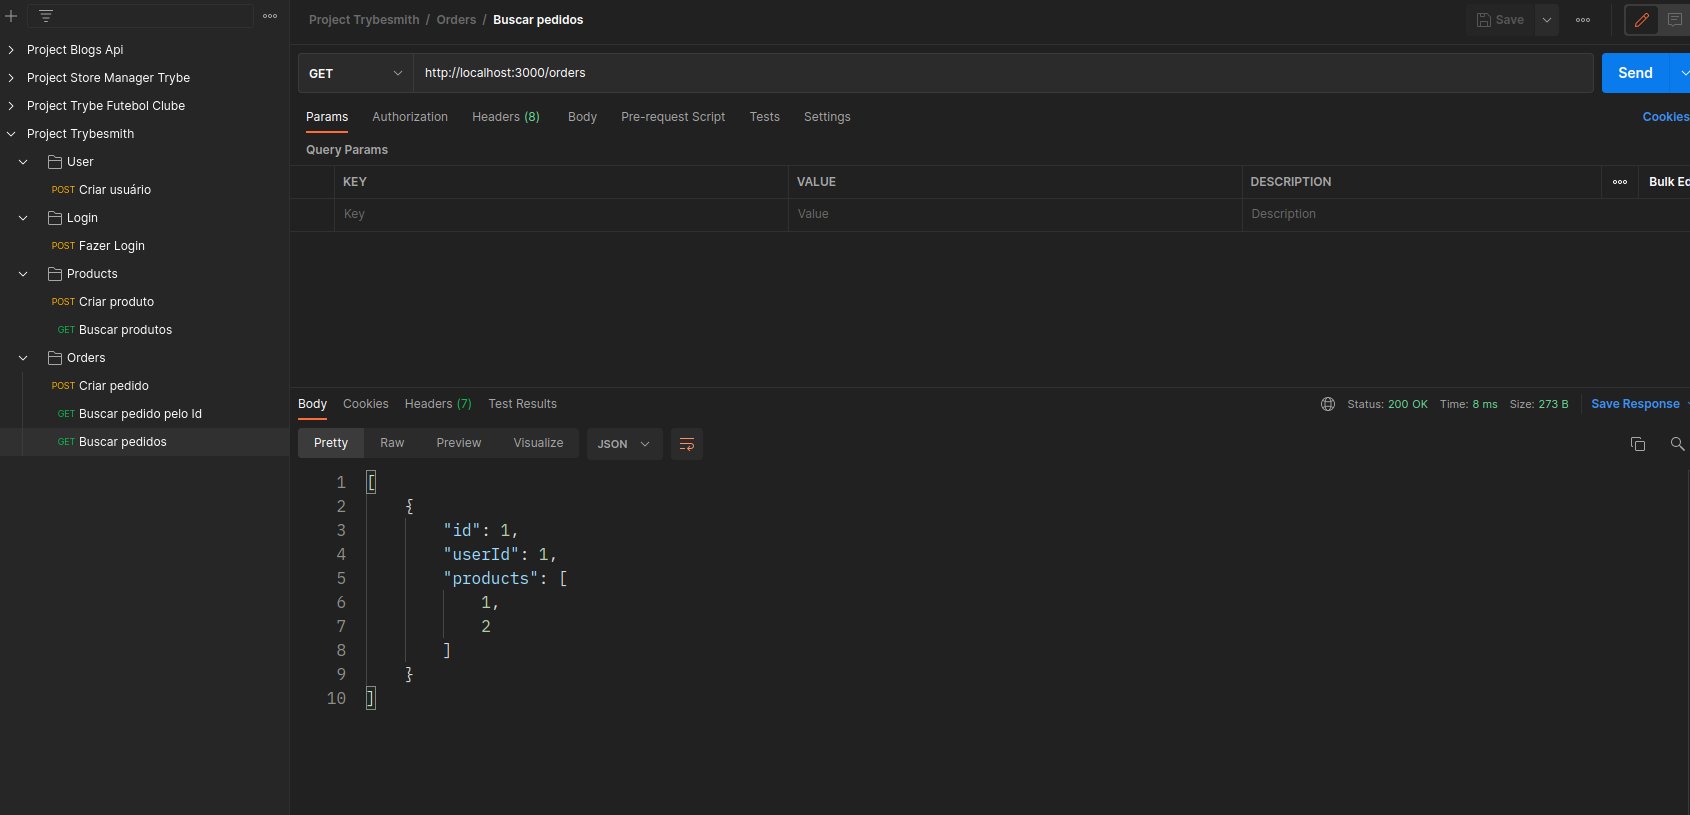 Project Blogs Api
Project Store Manager Trybe
Project Trybe Futebol Clube
Project Trybesmith
User
POST Criar usuário
Login
POST Fazer Login
Products
POST Criar produto
GET Buscar produtos
Orders
POST Criar pedido
GET Buscar pedido pelo Id
GET Buscar pedidos
Project Trybesmith / Orders / Buscar pedidos
Save
GET http://localhost:3000/orders Send
Params Authorization Headers (8) Body Pre-request Script Tests Settings Cookies
Query Params
KEY VALUE DESCRIPTION Bulk Ed
Key Value Description
Body Cookies Headers (7) Test Results Status: 200 OK Time: 8 ms Size: 273 B Save Response
Pretty Raw Preview Visualize JSON
1 [
2 {
3 "id": 1,
4 "userId": 1,
5 "products": [
6 1,
7 2
8 ]
9 }
10 ]